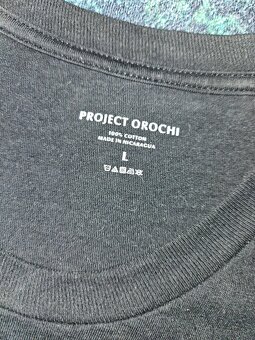 PROJECT OROCHI
100% COTTON
MADE IN NICARAGUA
L